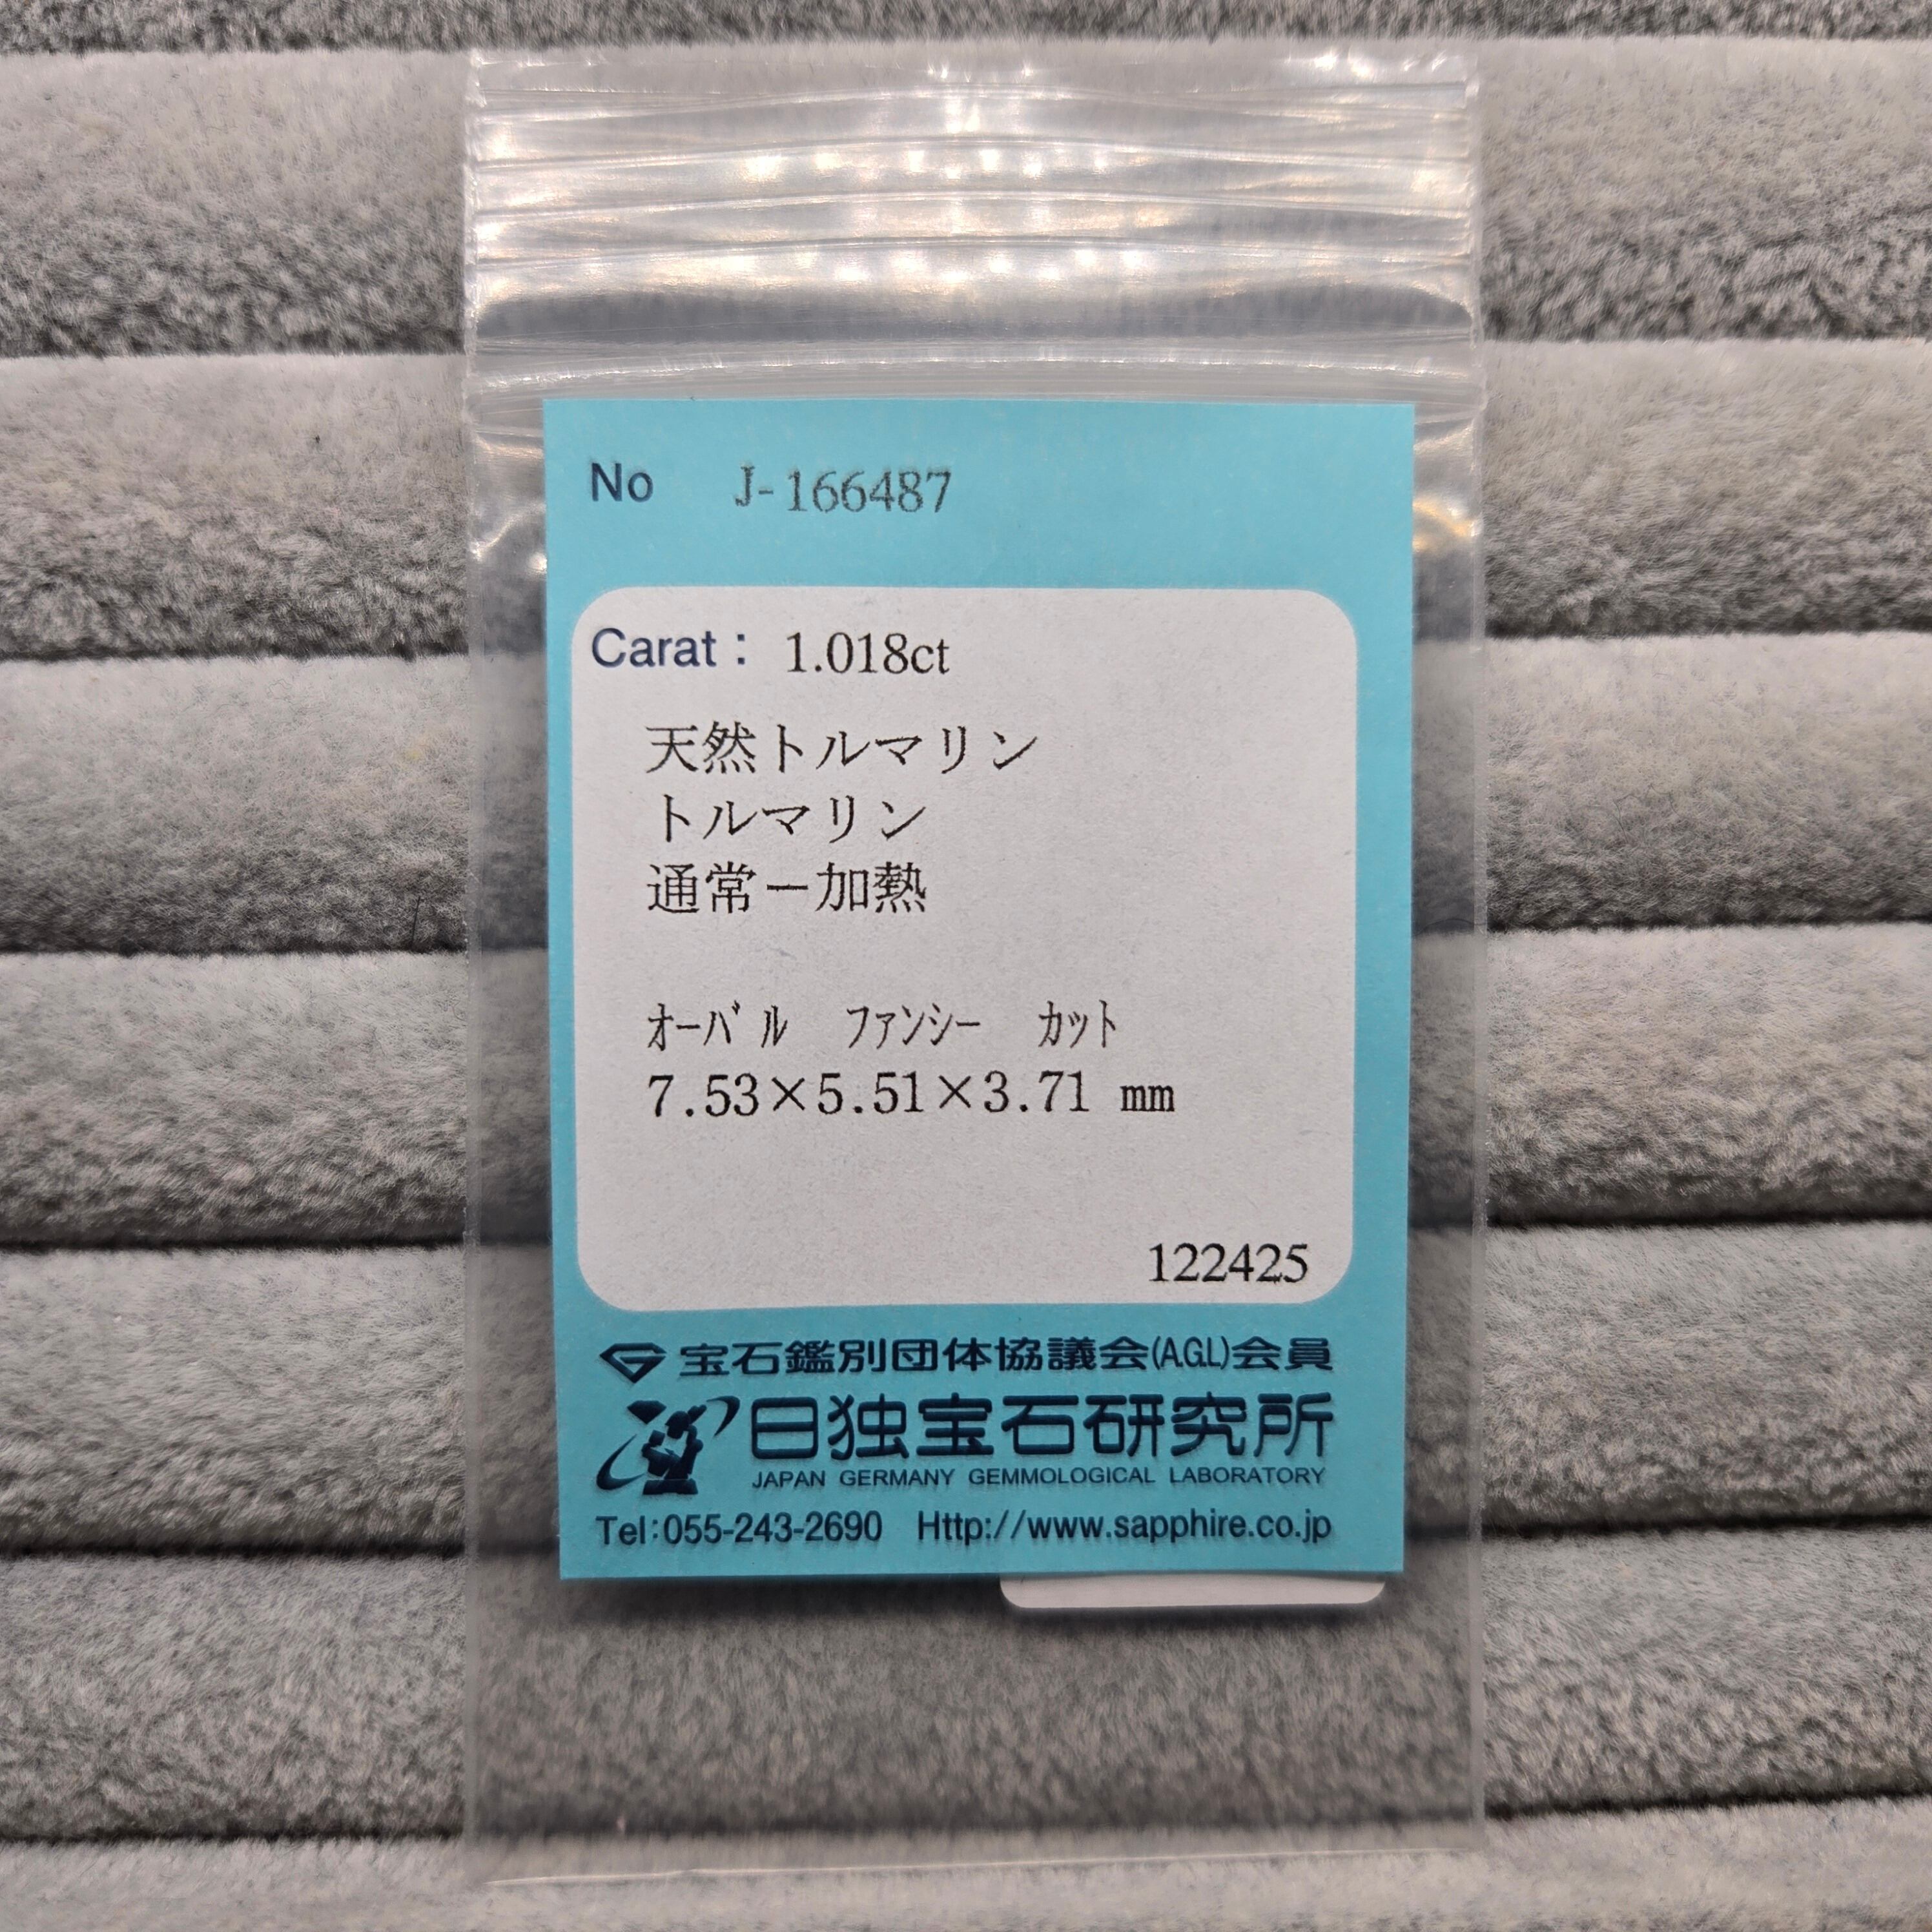 No J-166487
Carat： 1.018ct
天然トルマリン
トルマリン
通常－加熱
ｵｰﾊﾞﾙ ﾌｧﾝｼｰ ｶｯﾄ
7.53×5.51×3.71 mm
122425
宝石鑑別団体協議会(A.G.L)会員
日独宝石研究所
JAPAN GERMANY GEMMOLOGICAL LABORATORY
Tel:055-243-2690 Http://www.sapphire.co.jp